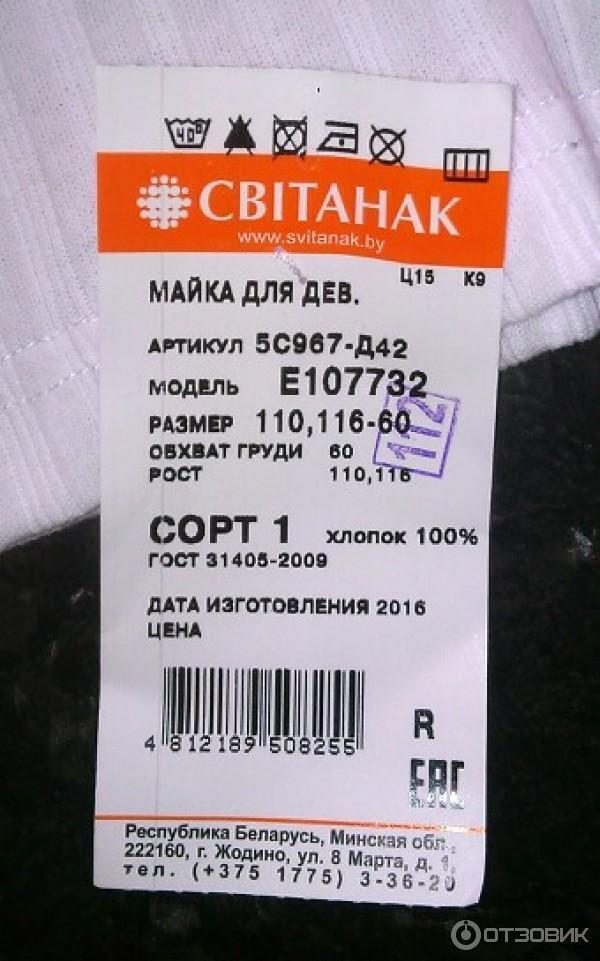 40°
СВIТАНАК
www.svitanak.by
Ц15 К9
МАЙКА ДЛЯ ДЕВ.
АРТИКУЛ 5С967-Д42
МОДЕЛЬ Е107732
РАЗМЕР 110,116-60
112
ОБХВАТ ГРУДИ 60
РОСТ 110,116
СОРТ 1 хлопок 100%
ГОСТ 31405-2009
ДАТА ИЗГОТОВЛЕНИЯ 2016
ЦЕНА
4 812189 508255
R
EAC
Республика Беларусь, Минская обл.,
222160, г. Жодино, ул. 8 Марта, д. 1,
тел. (+375 1775) 3-36-20
ОТЗОВИК